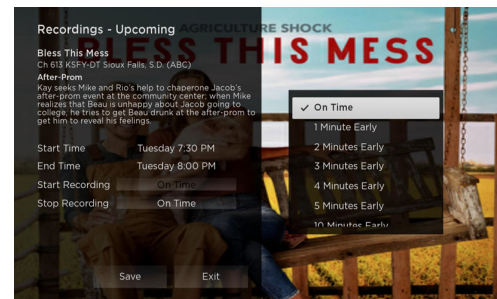 Recordings - Upcoming
AGRICULTURE SHOCK
BLESS THIS MESS
Bless This Mess
Ch 613 KSFY-DT Sioux Falls, S.D. (ABC)
After-Prom
Kay seeks Mike and Rio's help to chaperone Jacob's
after-prom event at the community center; when Mike
realizes that Beau is unhappy about Jacob going to
college, he tries to get Beau drunk at the after-prom to
get him to reveal his feelings.
Start Time Tuesday 7:30 PM
End Time Tuesday 8:00 PM
Start Recording On Time
Stop Recording On Time
Save Exit
✓ On Time
1 Minute Early
2 Minutes Early
3 Minutes Early
4 Minutes Early
5 Minutes Early
10 Minutes Early